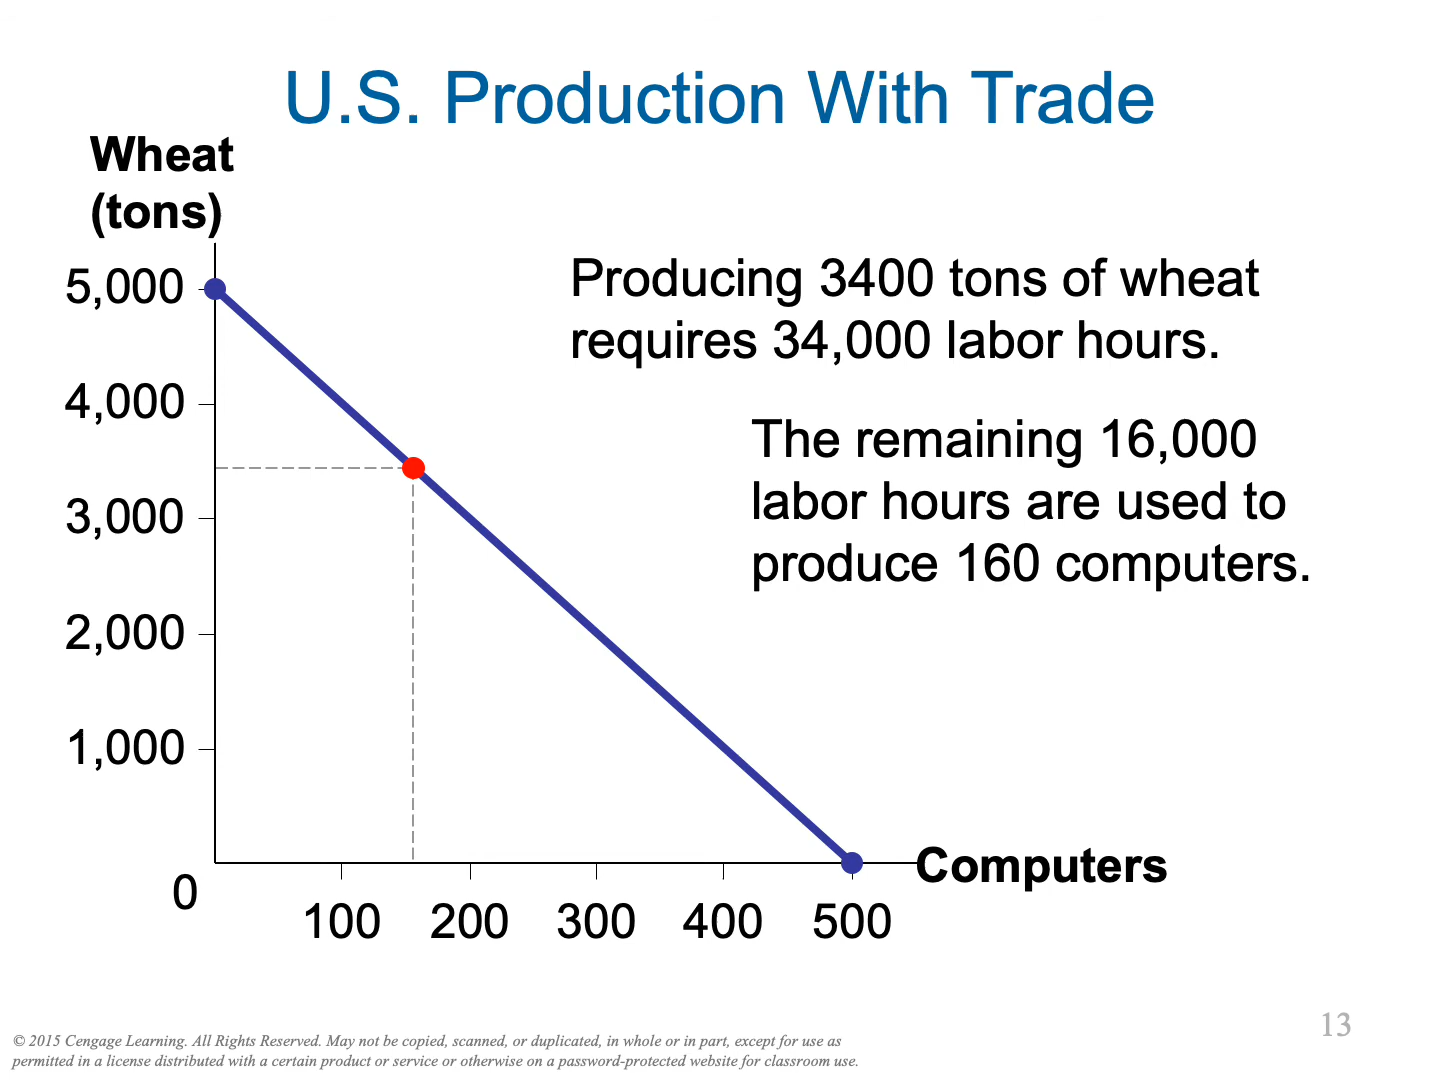 U.S. Production With Trade
Wheat
(tons)
5,000
4,000
3,000
2,000
1,000
0
Producing 3400 tons of wheat
requires 34,000 labor hours.
The remaining 16,000
labor hours are used to
produce 160 computers.
Computers
100 200 300 400 500
13
© 2015 Cengage Learning. All Rights Reserved. May not be copied, scanned, or duplicated, in whole or in part, except for use as
permitted in a license distributed with a certain product or service or otherwise on a password-protected website for classroom use.